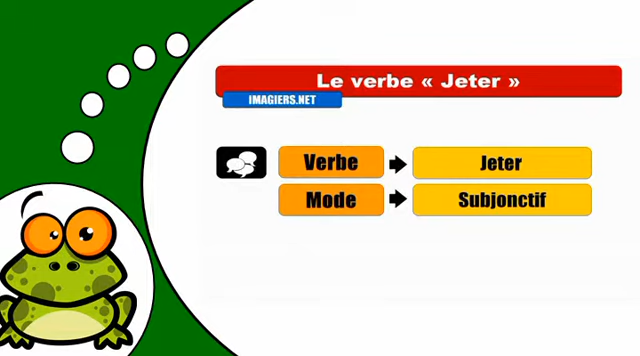 Le verbe « Jeter »
IMAGIERS.NET
Verbe Jeter
Mode Subjonctif